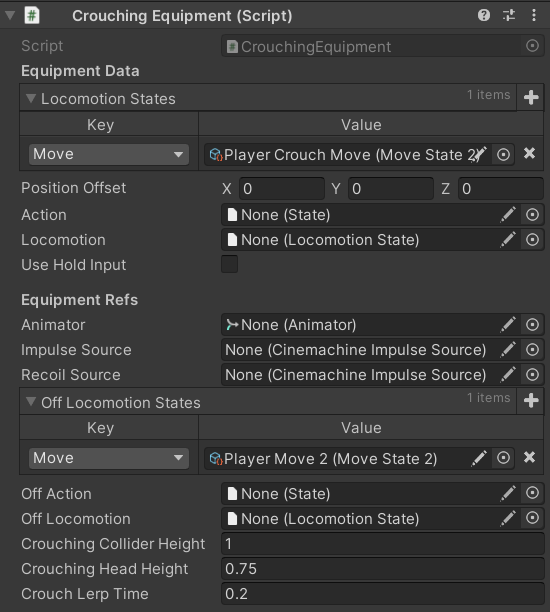 Crouching Equipment (Script)
Script CrouchingEquipment
Equipment Data
Locomotion States 1 items
Key Value
Move Player Crouch Move (Move State 2)
Position Offset X 0 Y 0 Z 0
Action None (State)
Locomotion None (Locomotion State)
Use Hold Input
Equipment Refs
Animator None (Animator)
Impulse Source None (Cinemachine Impulse Source)
Recoil Source None (Cinemachine Impulse Source)
Off Locomotion States 1 items
Key Value
Move Player Move 2 (Move State 2)
Off Action None (State)
Off Locomotion None (Locomotion State)
Crouching Collider Height 1
Crouching Head Height 0.75
Crouch Lerp Time 0.2